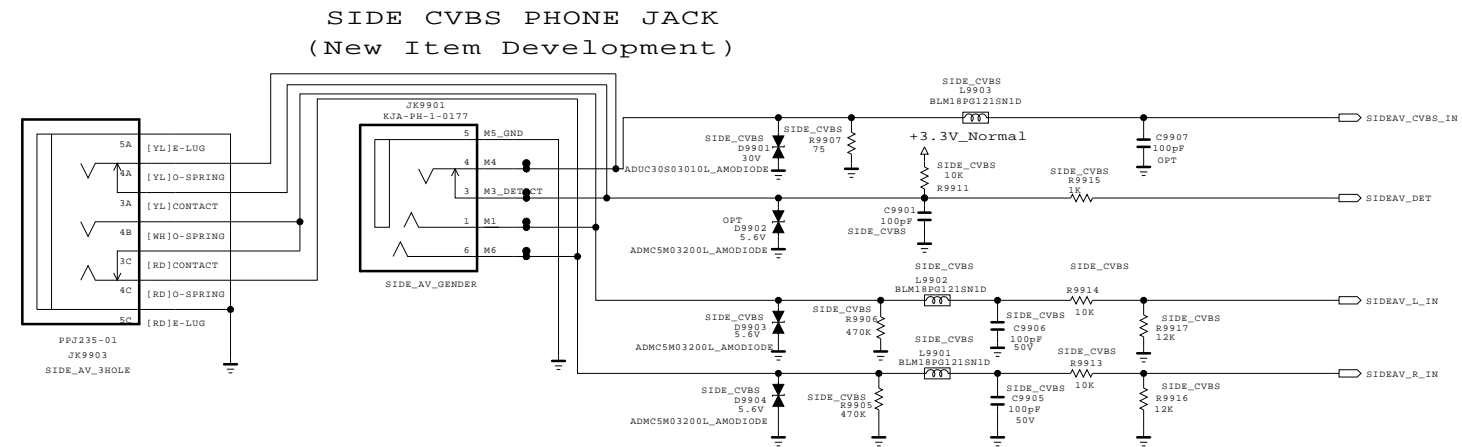 SIDE CVBS PHONE JACK
(New Item Development)
5A [YL]E-LUG
4A [YL]O-SPRING
3A [YL]CONTACT
4B [WH]O-SPRING
3C [RD]CONTACT
4C [RD]O-SPRING
5C [RD]E-LUG
PPJ235-01
JK9903
SIDE_AV_3HOLE
JK9901
KJA-PH-1-0177
5 M5_GND
4 M4
3 M3_DETECT
1 M1
6 M6
SIDE_AV_GENDER
SIDE_CVBS
D9901
30V
ADUC30S03010L_AMODIODE
SIDE_CVBS
R9907
75
SIDE_CVBS
L9903
BLM18PG121SN1D
C9907
100pF
OPT
SIDEAV_CVBS_IN
+3.3V_Normal
SIDE_CVBS
10K
R9911
SIDE_CVBS
R9915
1K
SIDEAV_DET
OPT
D9902
5.6V
ADMC5M03200L_AMODIODE
C9901
100pF
SIDE_CVBS
SIDE_CVBS
D9903
5.6V
ADMC5M03200L_AMODIODE
SIDE_CVBS
R9906
470K
SIDE_CVBS
L9902
BLM18PG121SN1D
SIDE_CVBS
C9906
100pF
50V
SIDE_CVBS
R9914
10K
SIDE_CVBS
R9917
12K
SIDEAV_L_IN
SIDE_CVBS
D9904
5.6V
ADMC5M03200L_AMODIODE
SIDE_CVBS
R9905
470K
SIDE_CVBS
L9901
BLM18PG121SN1D
SIDE_CVBS
C9905
100pF
50V
SIDE_CVBS
R9913
10K
SIDE_CVBS
R9916
12K
SIDEAV_R_IN